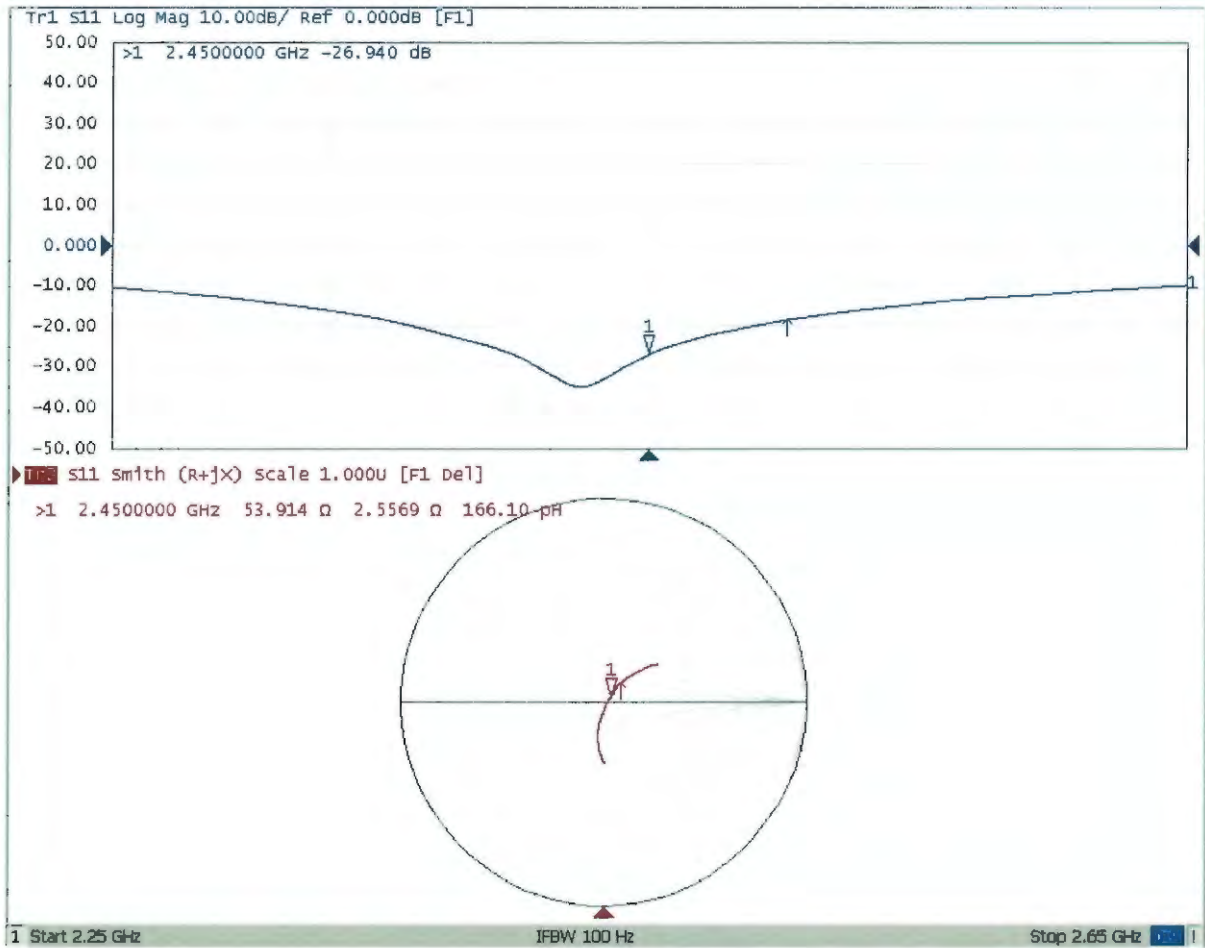 Tr1 S11 Log Mag 10.00dB/ Ref 0.000dB [F1]
50.00
>1 2.4500000 GHz -26.940 dB
40.00
30.00
20.00
10.00
0.000
-10.00
1
-20.00
1
-30.00
-40.00
-50.00
S11 Smith (R+jX) Scale 1.000U [F1 Del]
>1 2.4500000 GHz 53.914 Ω 2.5569 Ω 166.10 pH
1
1 Start 2.25 GHz IFBW 100 Hz Stop 2.65 GHz